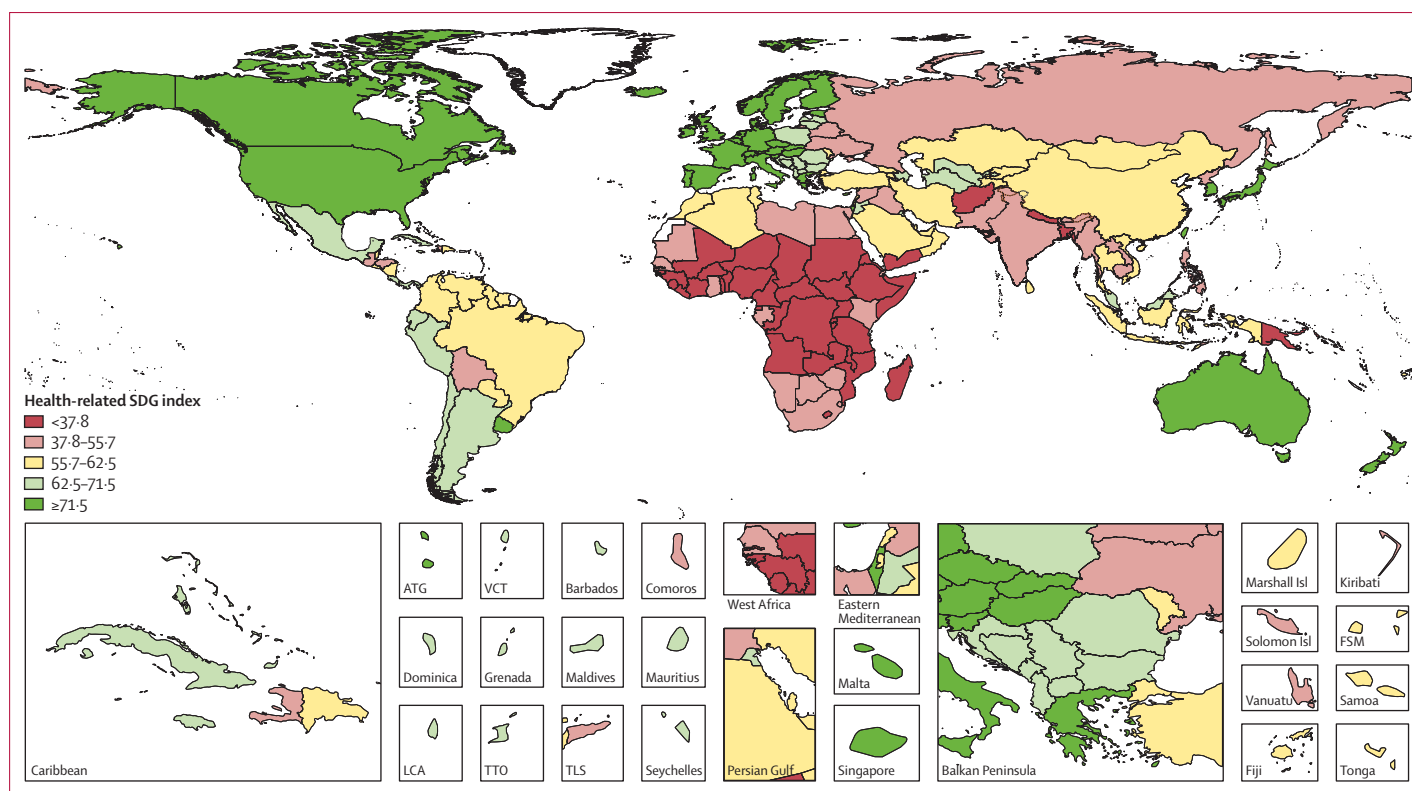 Health-related SDG index
<37·8
37·8–55·7
55·7–62·5
62·5–71·5
≥71·5
Caribbean
ATG
VCT
Barbados
Comoros
West Africa
Eastern
Mediterranean
Marshall Isl
Kiribati
Dominica
Grenada
Maldives
Mauritius
Malta
Solomon Isl
FSM
Vanuatu
Samoa
LCA
TTO
TLS
Seychelles
Persian Gulf
Singapore
Balkan Peninsula
Fiji
Tonga